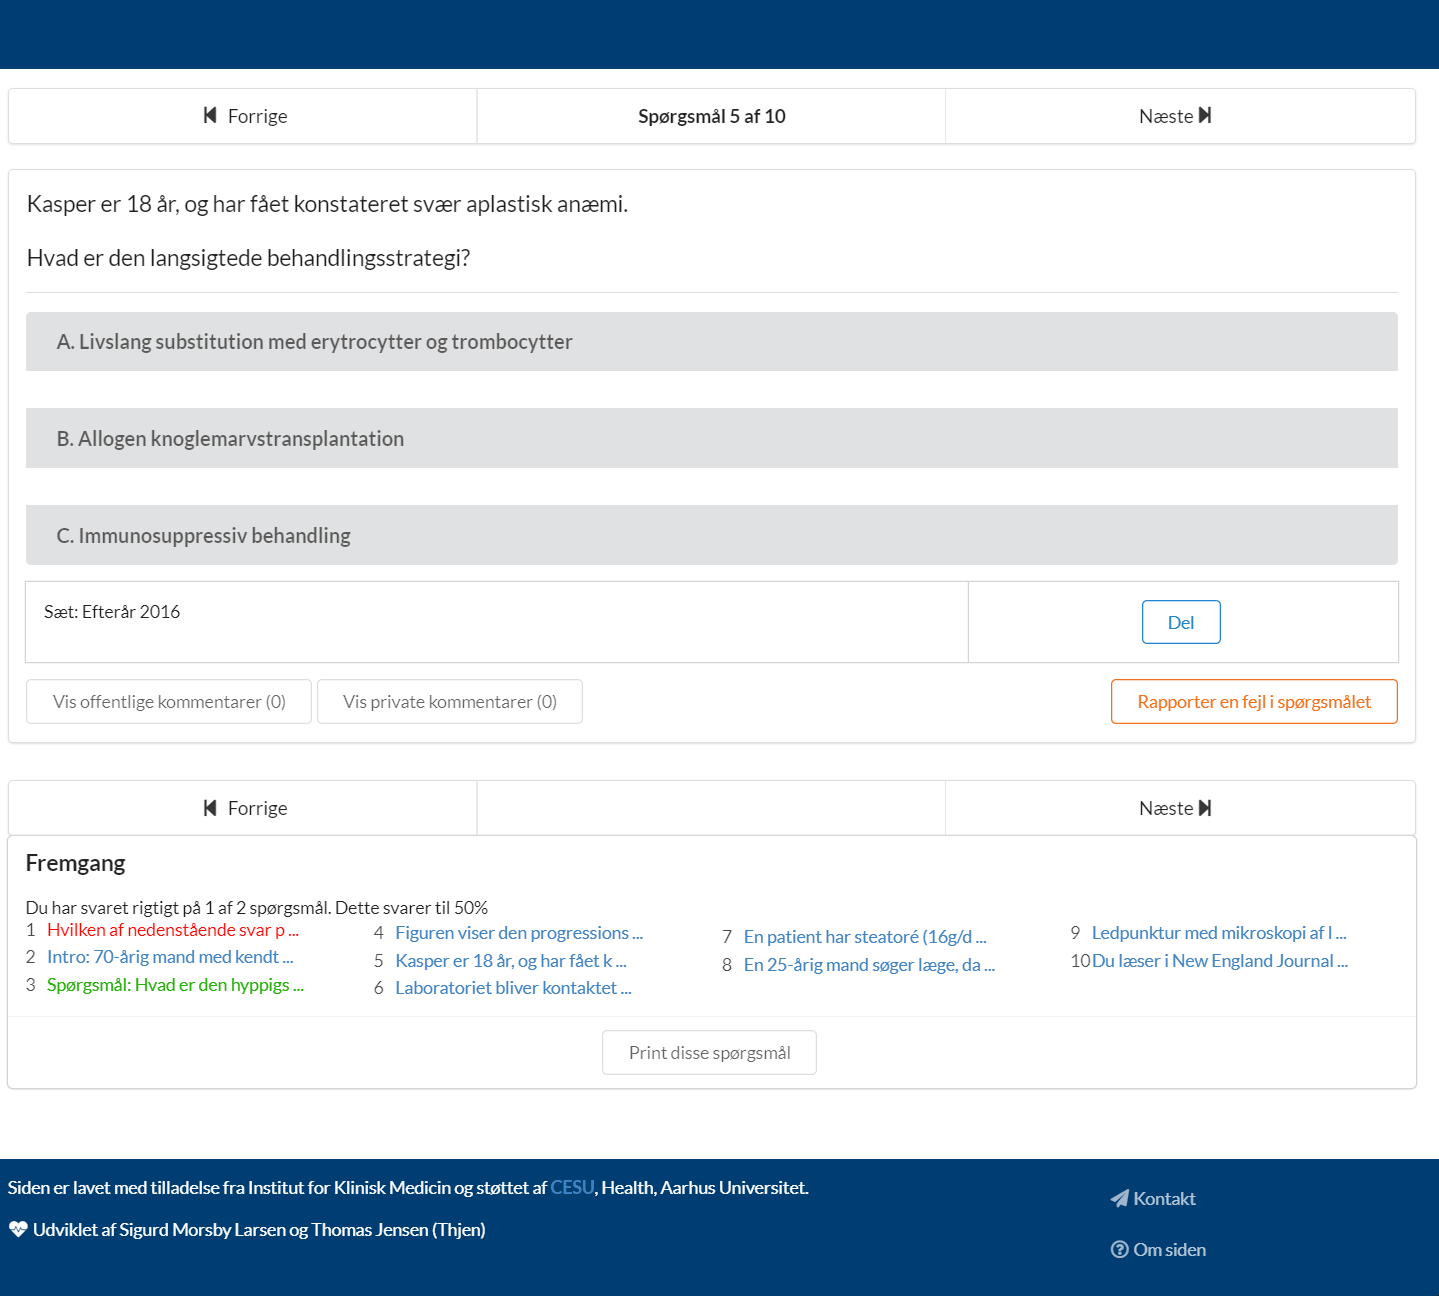 Forrige
Spørgsmål 5 af 10
Næste
Kasper er 18 år, og har fået konstateret svær aplastisk anæmi.
Hvad er den langsigtede behandlingsstrategi?
A. Livslang substitution med erytrocytter og trombocytter
B. Allogen knoglemarvstransplantation
C. Immunosuppressiv behandling
Sæt: Efterår 2016
Del
Vis offentlige kommentarer (0)
Vis private kommentarer (0)
Rapporter en fejl i spørgsmålet
Forrige
Næste
Fremgang
Du har svaret rigtigt på 1 af 2 spørgsmål. Dette svarer til 50%
1 Hvilken af nedenstående svar p ...
2 Intro: 70-årig mand med kendt ...
3 Spørgsmål: Hvad er den hyppigs ...
4 Figuren viser den progressions ...
5 Kasper er 18 år, og har fået k ...
6 Laboratoriet bliver kontaktet ...
7 En patient har steatoré (16g/d ...
8 En 25-årig mand søger læge, da ...
9 Ledpunktur med mikroskopi af l ...
10 Du læser i New England Journal ...
Print disse spørgsmål
Siden er lavet med tilladelse fra Institut for Klinisk Medicin og støttet af CESU, Health, Aarhus Universitet.
Udviklet af Sigurd Morsby Larsen og Thomas Jensen (Thjen)
Kontakt
Om siden